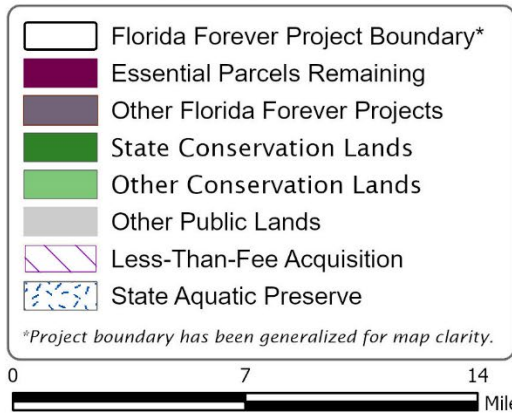 Florida Forever Project Boundary*
Essential Parcels Remaining
Other Florida Forever Projects
State Conservation Lands
Other Conservation Lands
Other Public Lands
Less-Than-Fee Acquisition
State Aquatic Preserve
*Project boundary has been generalized for map clarity.
0 7 14
Mile